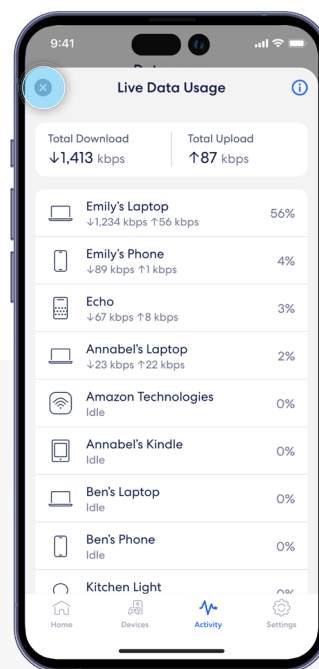 9:41
Live Data Usage
Total Download
↓1,413 kbps
Total Upload
↑87 kbps
Emily's Laptop
↓1,234 kbps ↑56 kbps
56%
Emily's Phone
↓89 kbps ↑1 kbps
4%
Echo
↓67 kbps ↑8 kbps
3%
Annabel's Laptop
↓23 kbps ↑22 kbps
2%
Amazon Technologies
Idle
0%
Annabel's Kindle
Idle
0%
Ben's Laptop
Idle
0%
Ben's Phone
Idle
0%
Kitchen Light
0%
Home
Devices
Activity
Settings